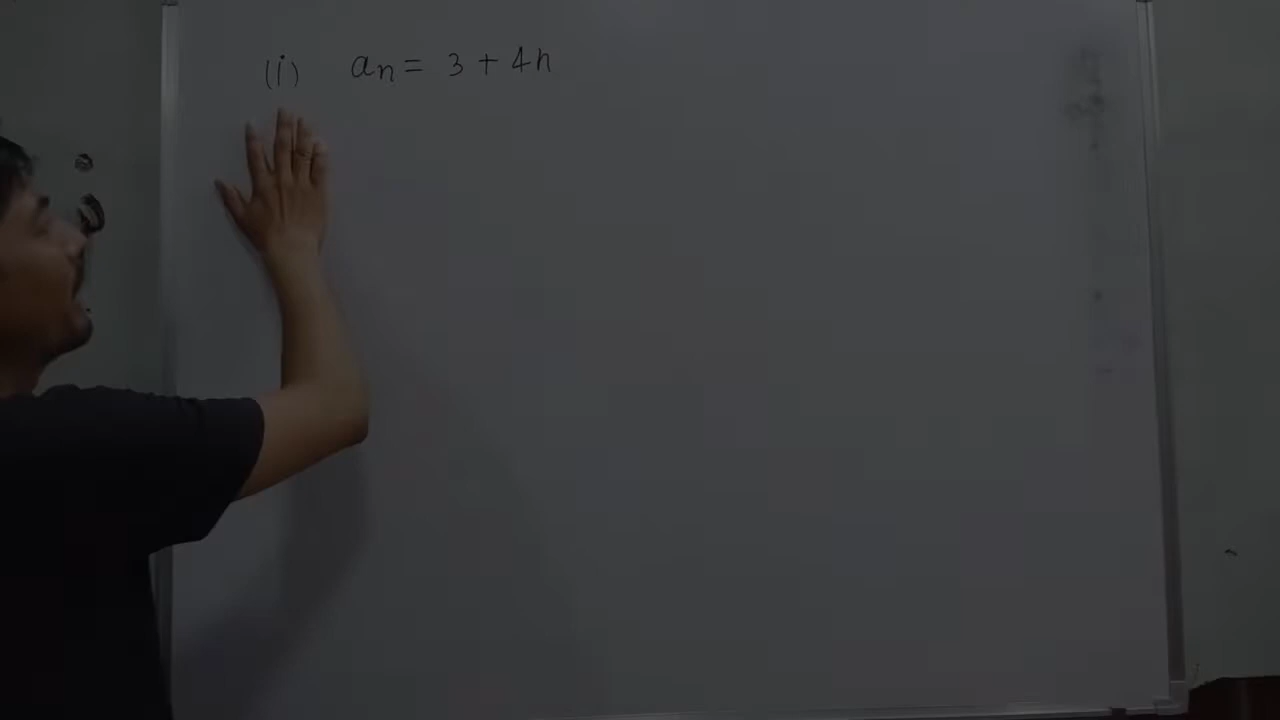 (i) an = 3 + 4n